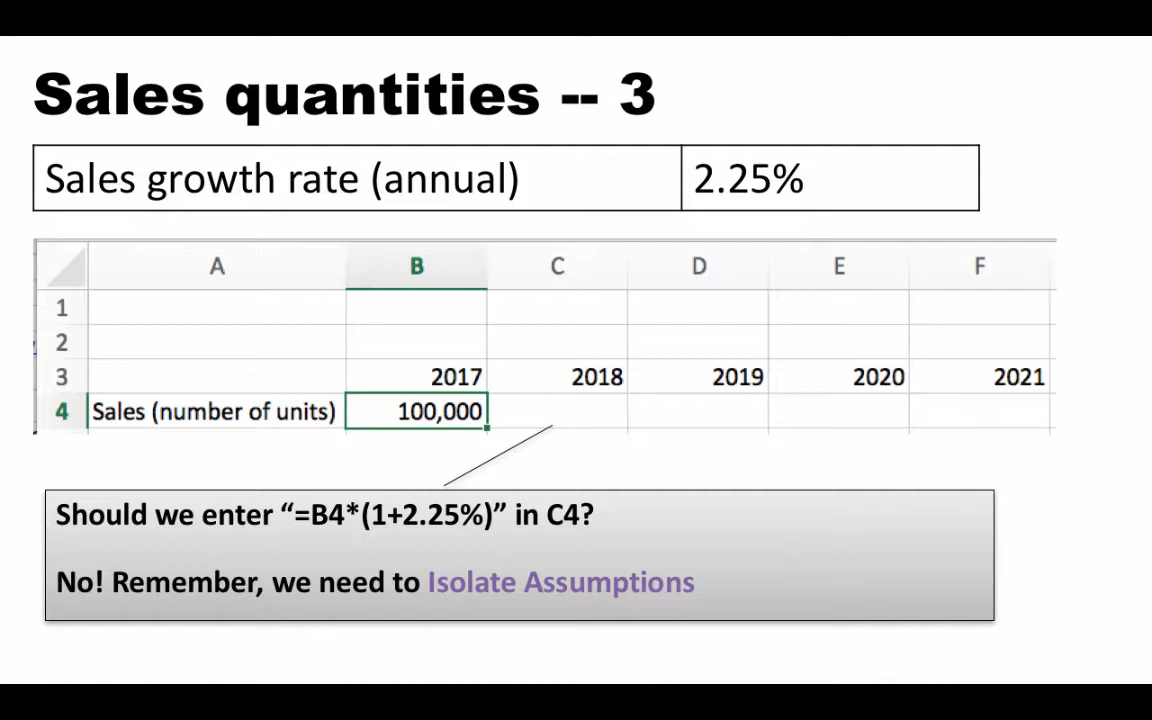 Sales quantities -- 3
Sales growth rate (annual) 2.25%
A B C D E F
1
2
3 2017 2018 2019 2020 2021
4 Sales (number of units) 100,000
Should we enter “=B4*(1+2.25%)” in C4?
No! Remember, we need to Isolate Assumptions